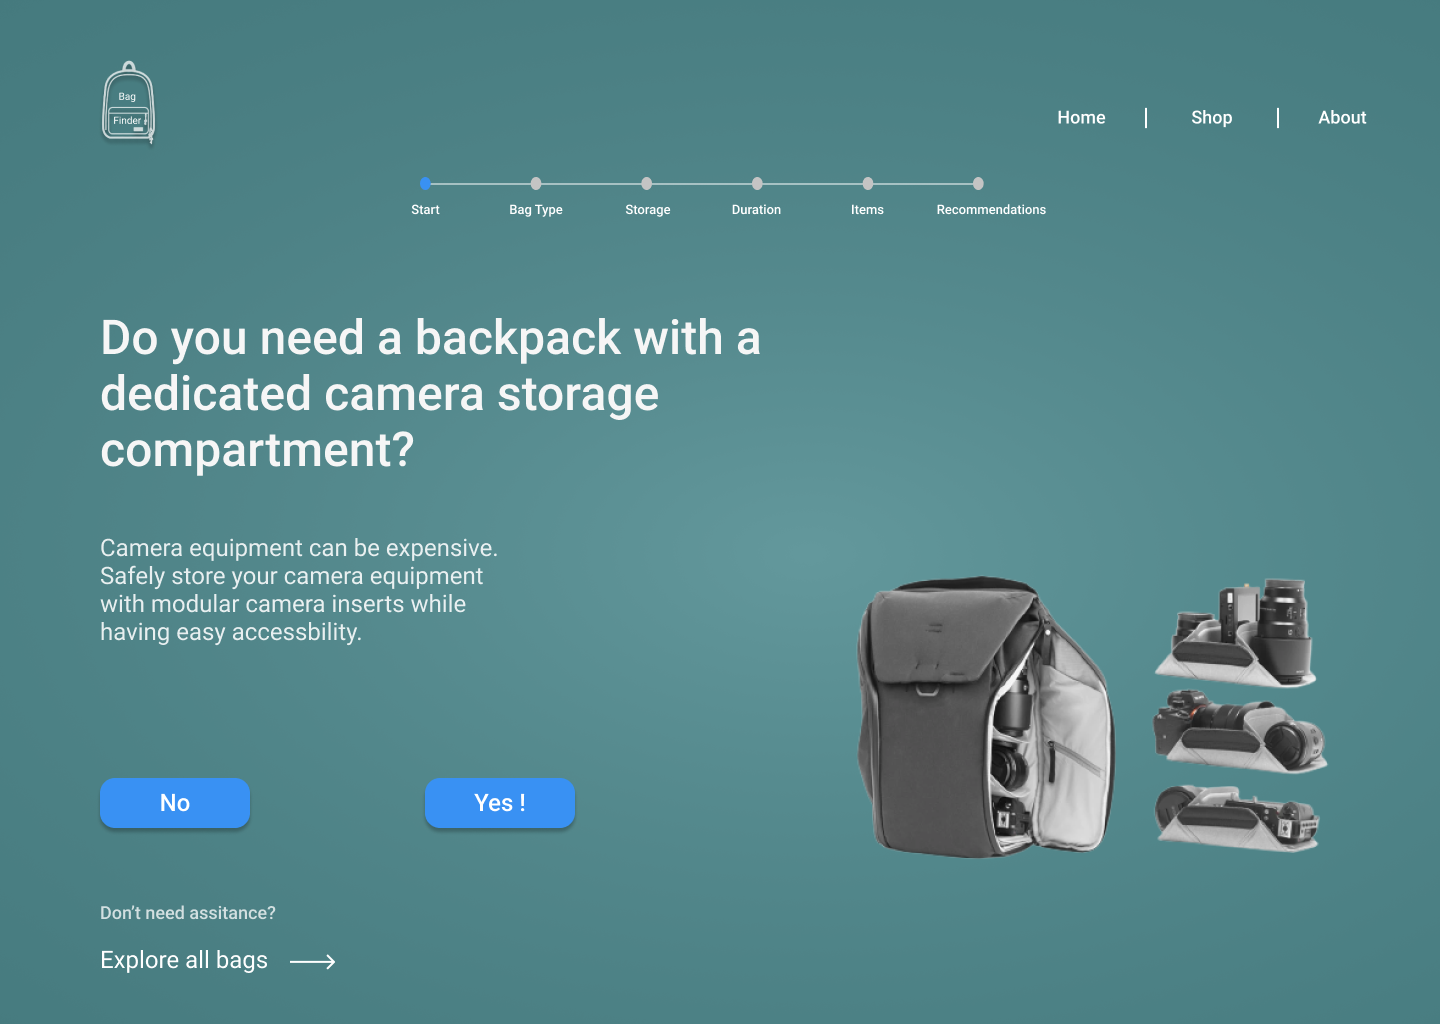 Bag
Finder
Home | Shop | About
Start Bag Type Storage Duration Items Recommendations
Do you need a backpack with a
dedicated camera storage
compartment?
Camera equipment can be expensive.
Safely store your camera equipment
with modular camera inserts while
having easy accessbility.
No
Yes !
Don’t need assitance?
Explore all bags